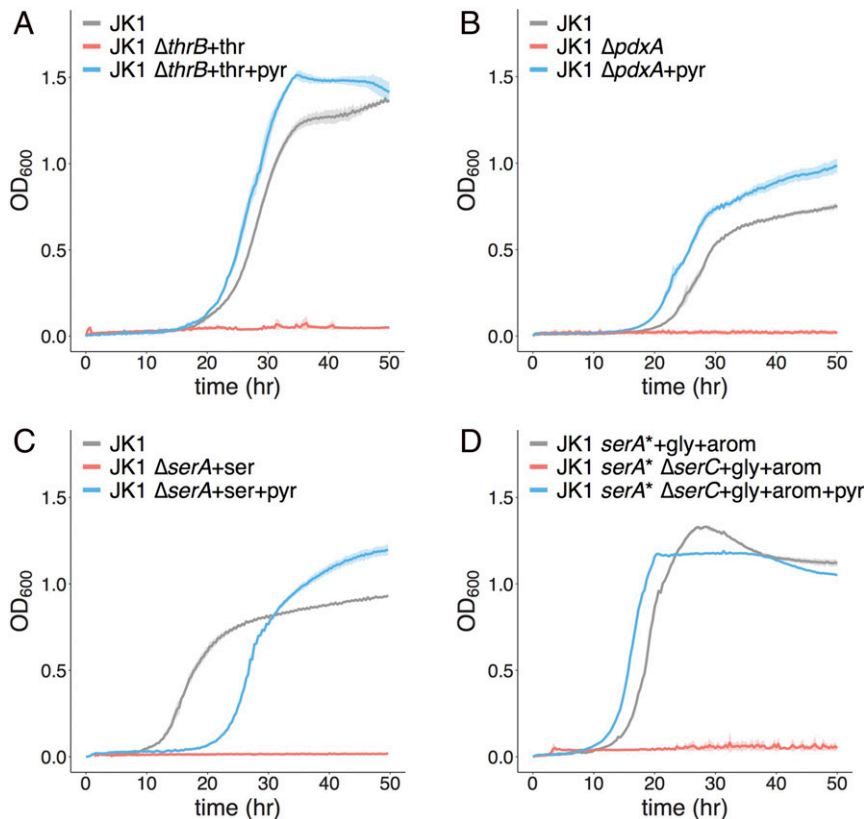 A
JK1
JK1 ΔthrB+thr
JK1 ΔthrB+thr+pyr
OD600
1.5
1.0
0.5
0.0
0 10 20 30 40 50
time (hr)
B
JK1
JK1 ΔpdxA
JK1 ΔpdxA+pyr
OD600
1.5
1.0
0.5
0.0
0 10 20 30 40 50
time (hr)
C
JK1
JK1 ΔserA+ser
JK1 ΔserA+ser+pyr
OD600
1.5
1.0
0.5
0.0
0 10 20 30 40 50
time (hr)
D
JK1 serA*+gly+arom
JK1 serA* ΔserC+gly+arom
JK1 serA* ΔserC+gly+arom+pyr
OD600
1.5
1.0
0.5
0.0
0 10 20 30 40 50
time (hr)